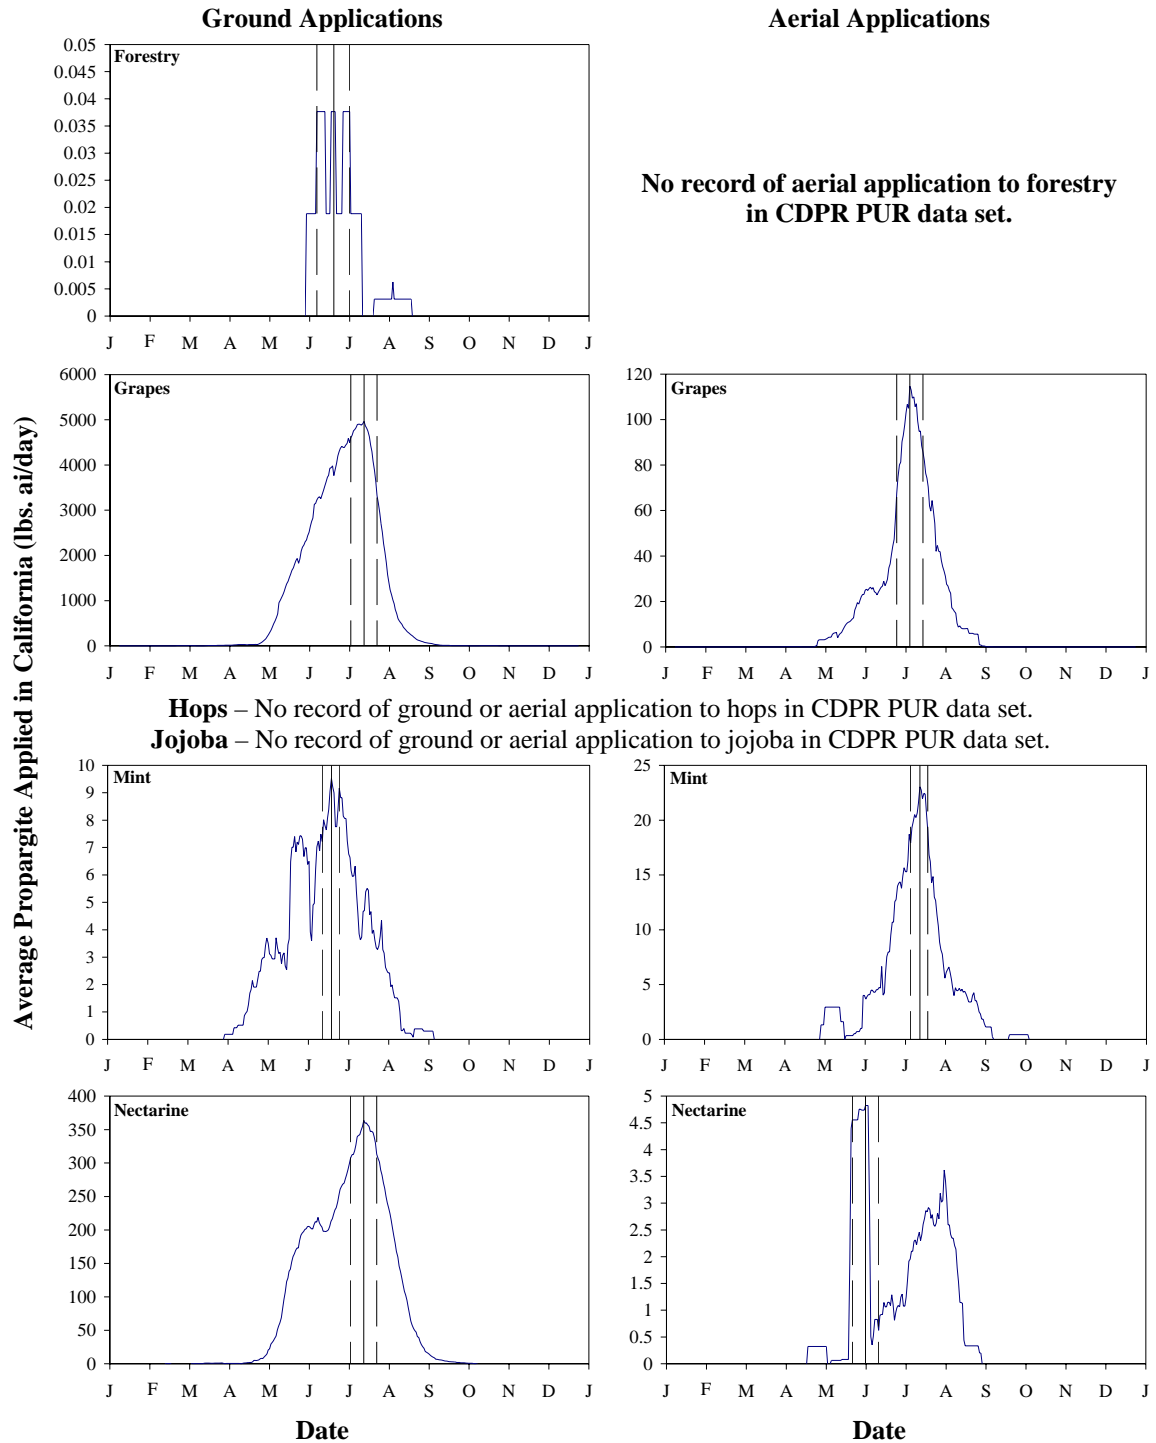 Ground Applications
Aerial Applications
Average Propargite Applied in California (lbs. ai/day)
Forestry
0.05
0.045
0.04
0.035
0.03
0.025
0.02
0.015
0.01
0.005
0
J F M A M J J A S O N D J
No record of aerial application to forestry
in CDPR PUR data set.
Grapes
6000
5000
4000
3000
2000
1000
0
J F M A M J J A S O N D J
Grapes
120
100
80
60
40
20
0
J F M A M J J A S O N D J
Hops – No record of ground or aerial application to hops in CDPR PUR data set.
Jojoba – No record of ground or aerial application to jojoba in CDPR PUR data set.
Mint
10
9
8
7
6
5
4
3
2
1
0
J F M A M J J A S O N D J
Mint
25
20
15
10
5
0
J F M A M J J A S O N D J
Nectarine
400
350
300
250
200
150
100
50
0
J F M A M J J A S O N D J
Date
Nectarine
5
4.5
4
3.5
3
2.5
2
1.5
1
0.5
0
J F M A M J J A S O N D J
Date